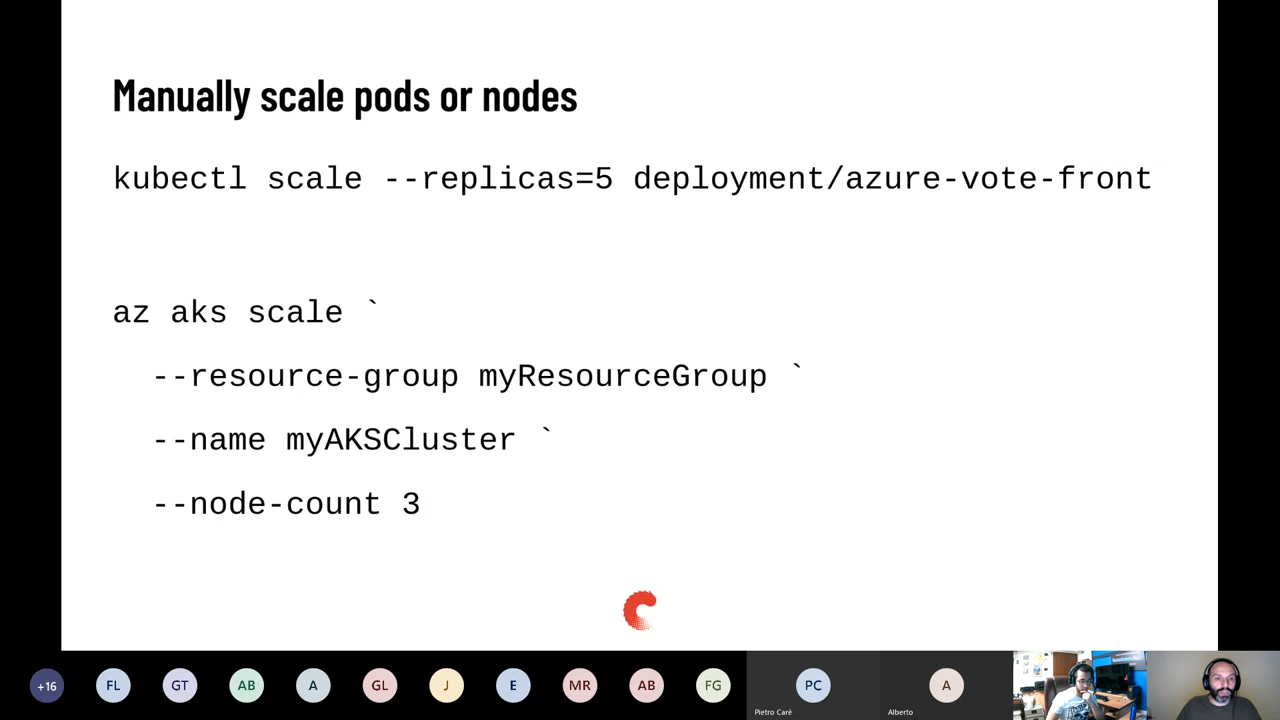 Manually scale pods or nodes
kubectl scale --replicas=5 deployment/azure-vote-front
az aks scale `
--resource-group myResourceGroup `
--name myAKSCluster `
--node-count 3
+16
FL
GT
AB
A
GL
J
E
MR
AB
FG
PC
Pietro Caré
A
Alberto